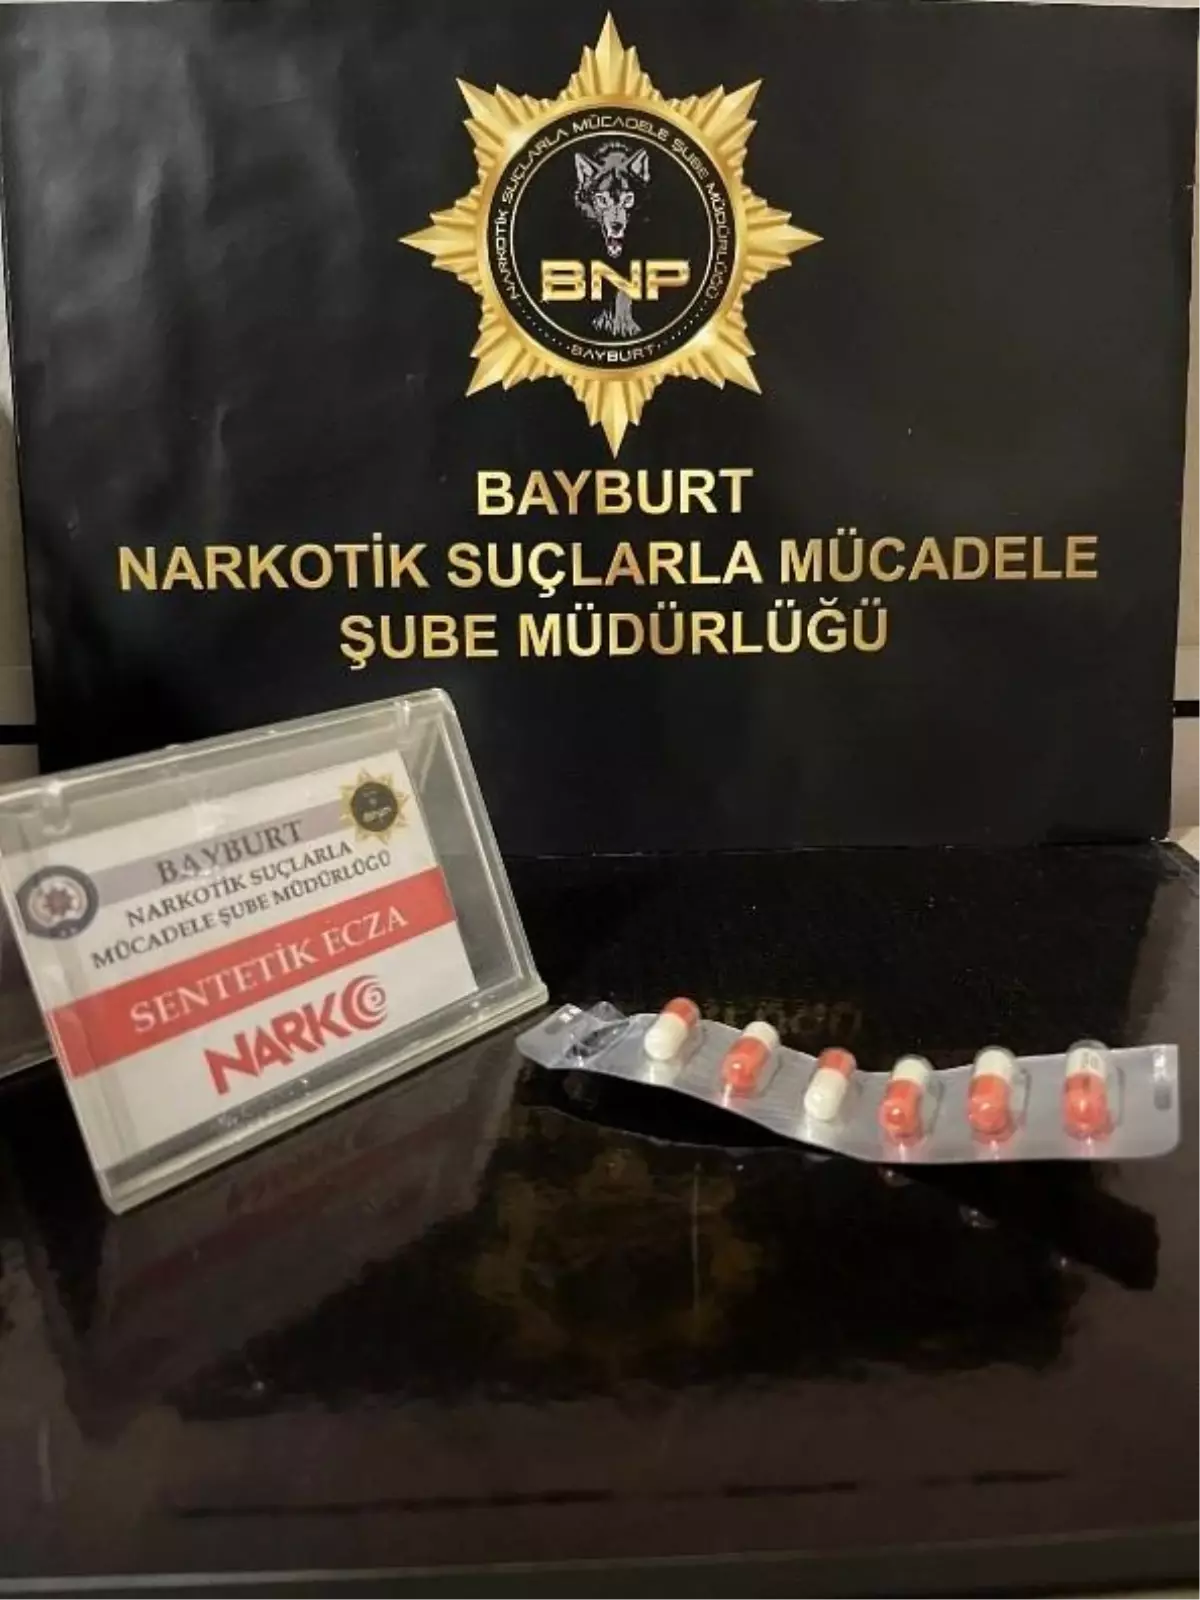 NARKOTİK SUÇLARLA MÜCADELE ŞUBE MÜDÜRLÜĞÜ
BNP
BAYBURT
BAYBURT
NARKOTİK SUÇLARLA MÜCADELE
ŞUBE MÜDÜRLÜĞÜ
BAYBURT
NARKOTİK SUÇLARLA
MÜCADELE ŞUBE MÜDÜRLÜĞÜ
SENTETİK ECZA
NARKO